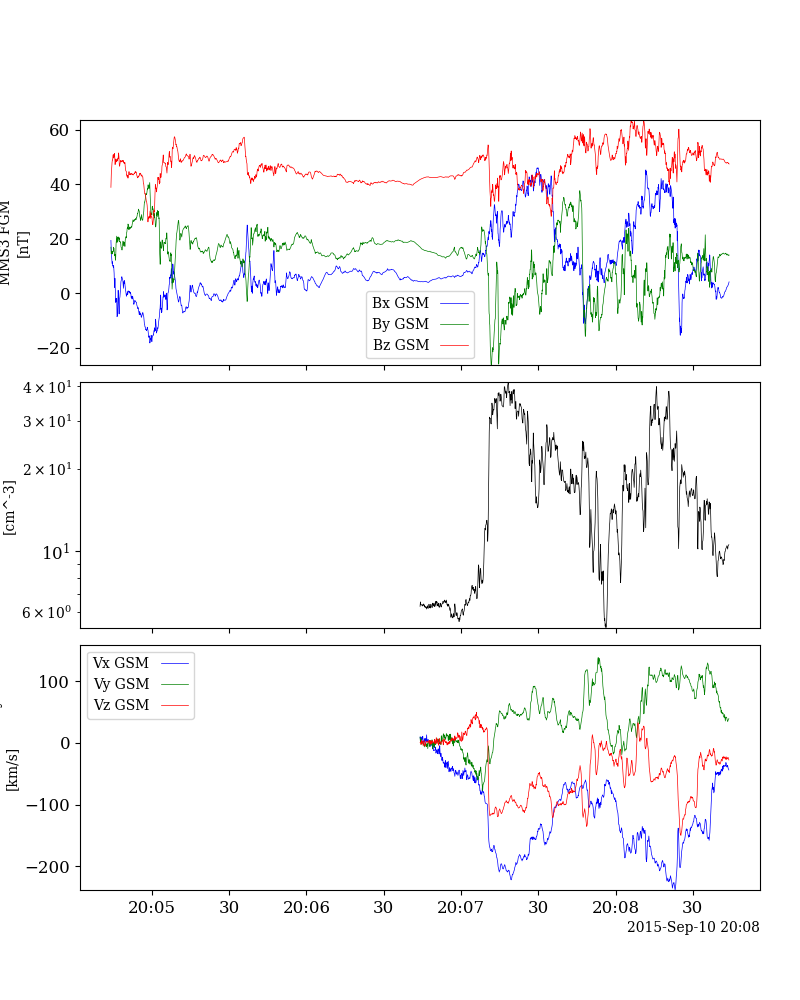 60
40
20
0
−20
MMS3 FGM
[nT]
Bx GSM
By GSM
Bz GSM
4 × 10¹
3 × 10¹
2 × 10¹
10¹
6 × 10⁰
[cm^-3]
Vx GSM
Vy GSM
Vz GSM
100
0
−100
−200
[km/s]
20:05 30 20:06 30 20:07 30 20:08 30
2015-Sep-10 20:08